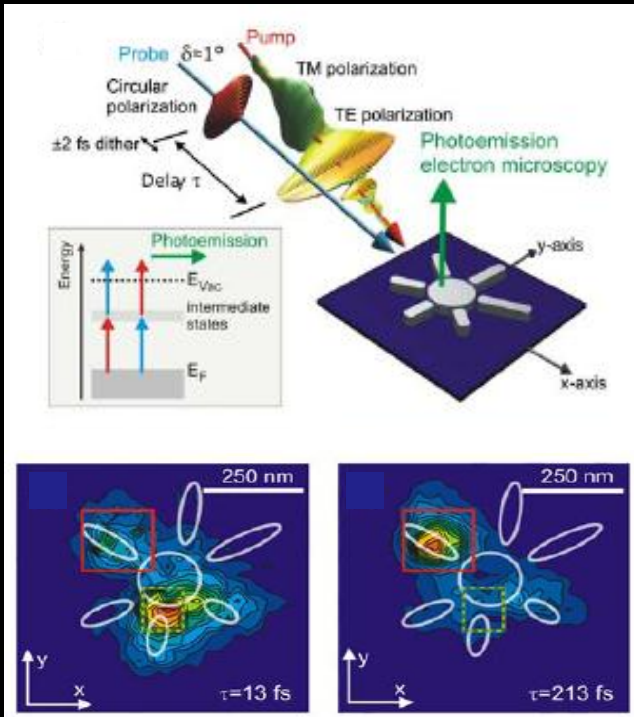 Probe δ≈1° Pump
TM polarization
Circular
polarization
TE polarization
±2 fs dither
Delay τ
Photoemission
electron microscopy
Photoemission
Energy
E_Vac
Intermediate
states
E_F
y-axis
x-axis
250 nm
y
x
τ=13 fs
250 nm
y
x
τ=213 fs